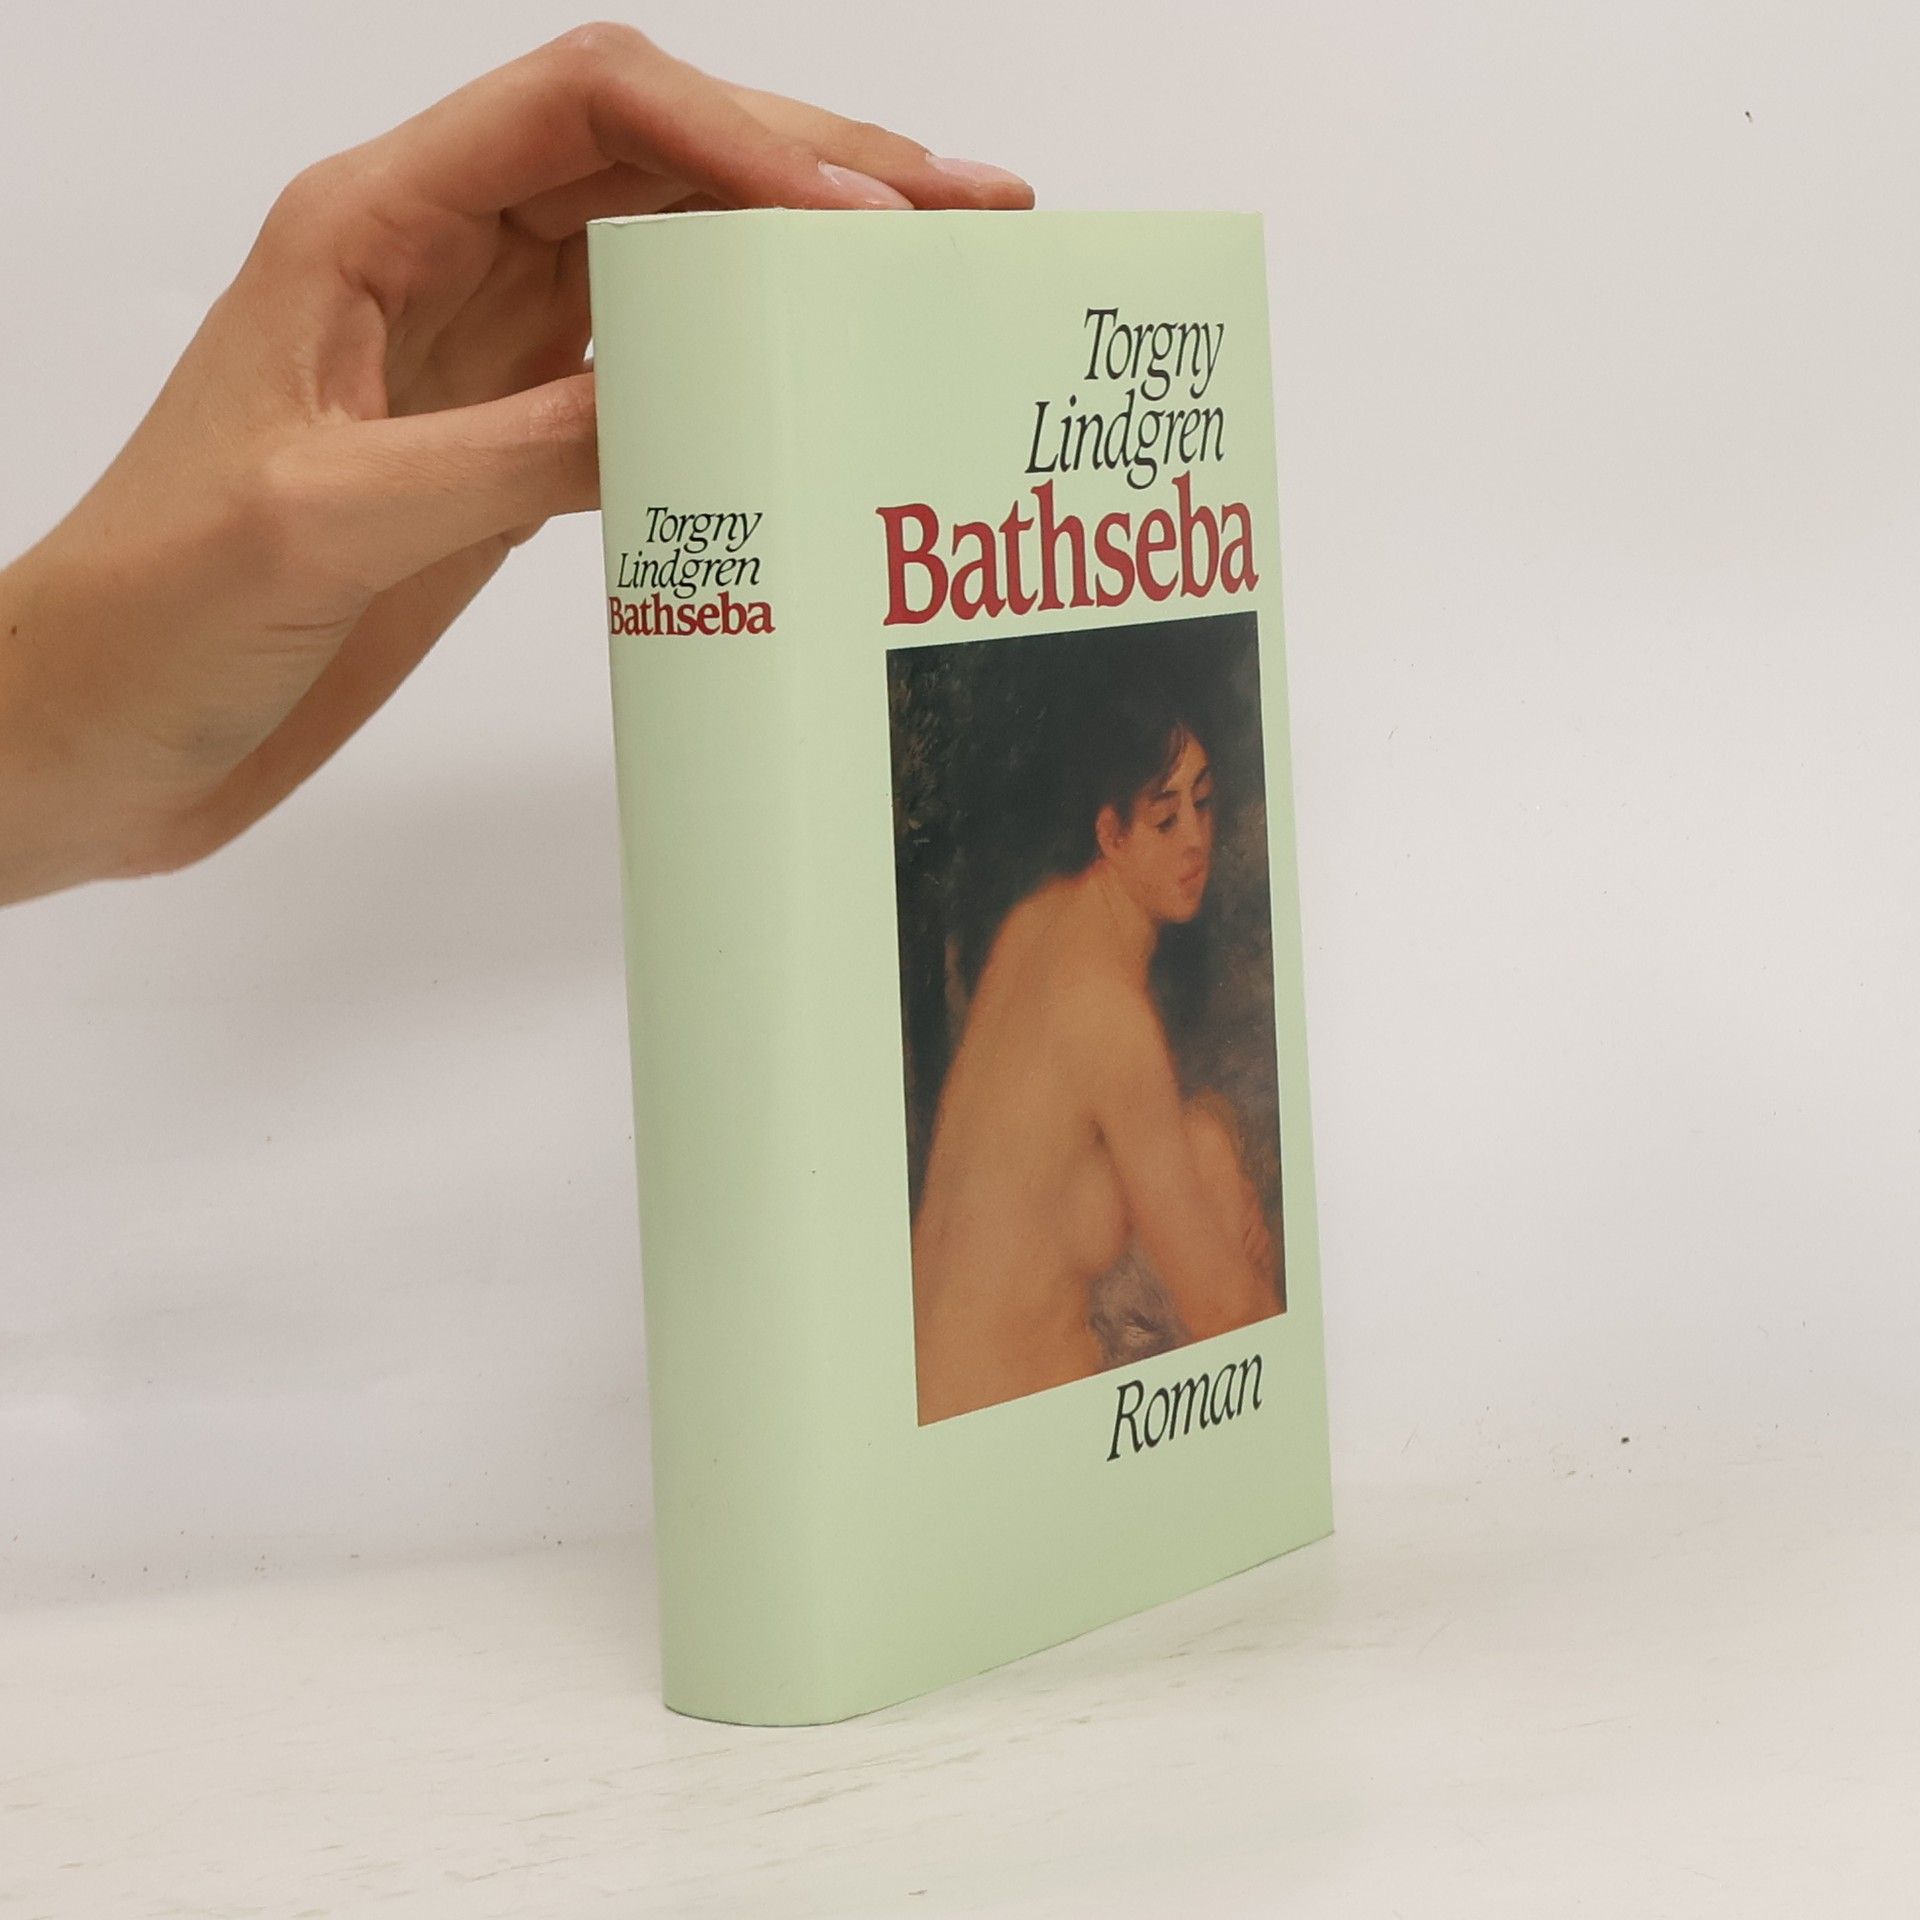 Torgny
Lindgren
Bathseba
Torgny
Lindgren
Bathseba
Roman